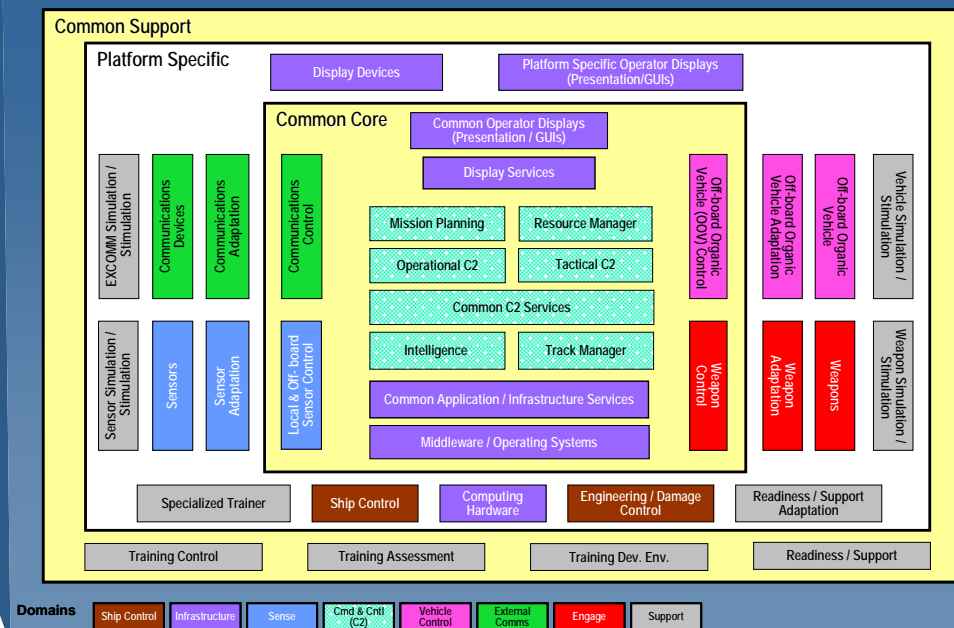 Common Support
Platform Specific
Display Devices
Platform Specific Operator Displays
(Presentation/GUIs)
Common Core
Common Operator Displays
(Presentation / GUIs)
Display Services
EXCOMM Simulation /
Stimulation
Communications
Devices
Communications
Adaptation
Communications
Control
Mission Planning
Resource Manager
Operational C2
Tactical C2
Common C2 Services
Intelligence
Track Manager
Common Application / Infrastructure Services
Middleware / Operating Systems
Off-board Organic
Vehicle (OOV) Control
Off-board Organic
Vehicle Adaptation
Off-board Organic
Vehicle
Vehicle Simulation /
Stimulation
Sensor Simulation /
Stimulation
Sensors
Sensor
Adaptation
Local & Off- board
Sensor Control
Weapon
Control
Weapon
Adaptation
Weapons
Weapon Simulation /
Stimulation
Specialized Trainer
Ship Control
Computing
Hardware
Engineering / Damage
Control
Readiness / Support
Adaptation
Training Control
Training Assessment
Training Dev. Env.
Readiness / Support
Domains
Ship Control
Infrastructure
Sense
Cmd & Cntl
(C2)
Vehicle
Control
External
Comms
Engage
Support